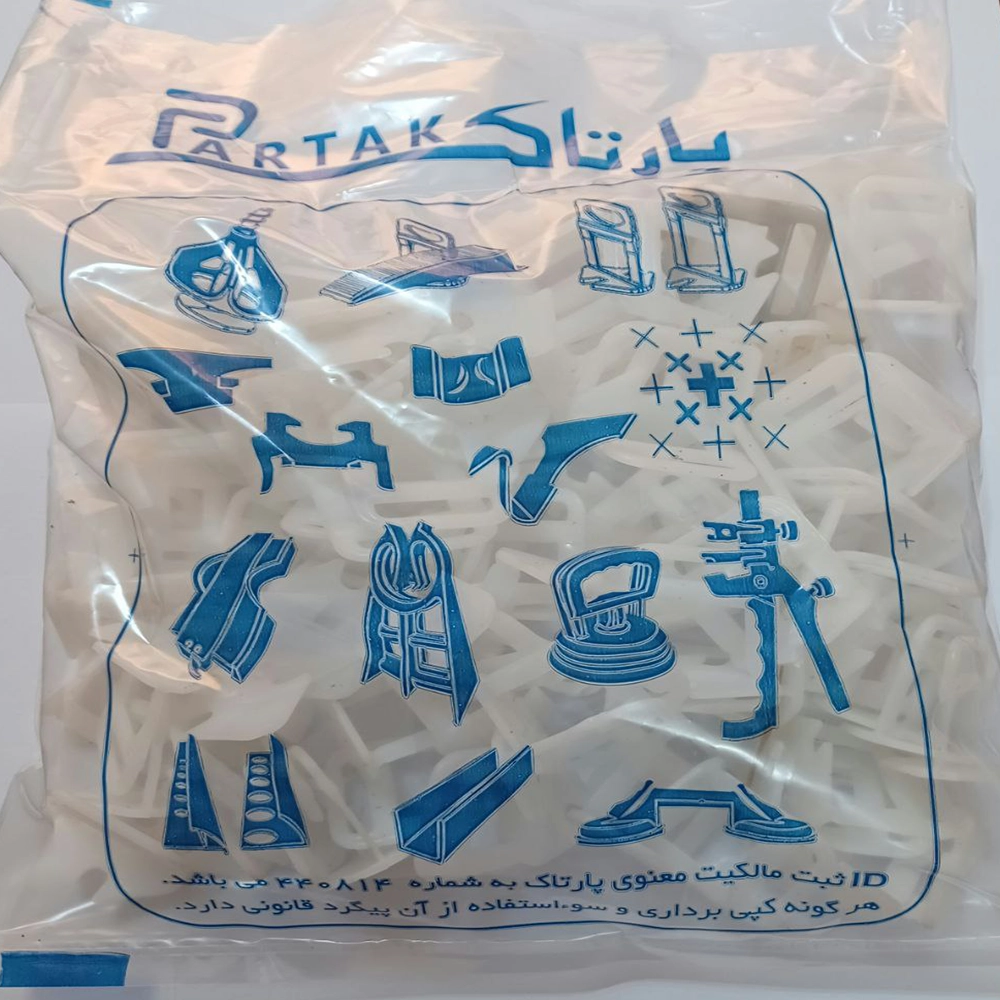 PARTAK پارتاک
ID ثبت مالکیت معنوی پارتاک به شماره ۴۴۰۸۱۴ می باشد.
هر گونه کپی برداری و سوءاستفاده از آن پیگرد قانونی دارد.